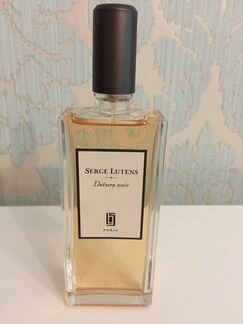 SERGE LUTENS
Datura noir
PARIS